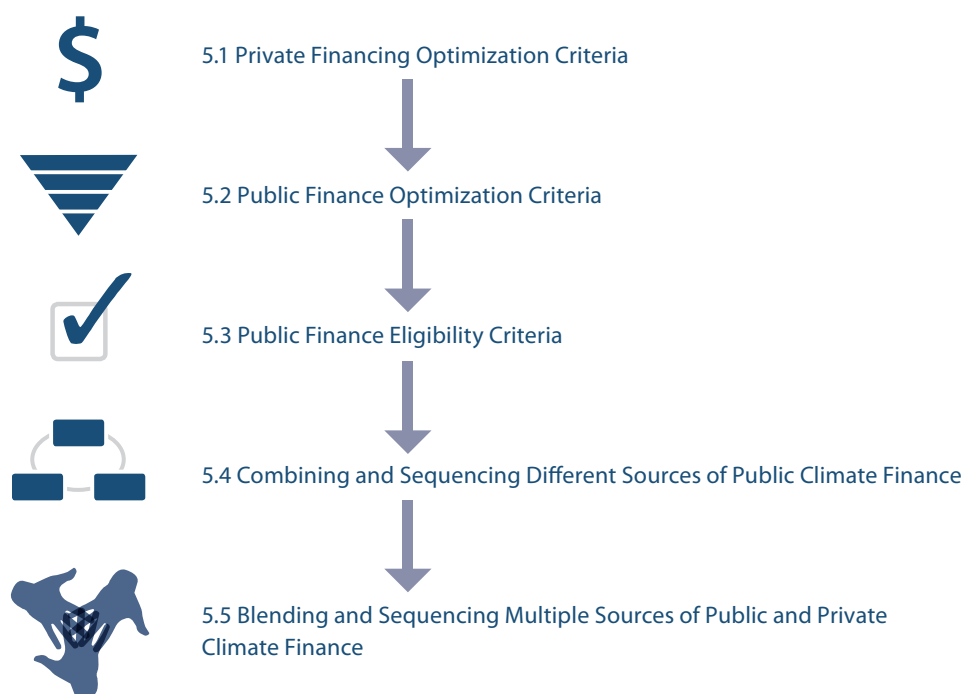 $
5.1 Private Financing Optimization Criteria
5.2 Public Finance Optimization Criteria
5.3 Public Finance Eligibility Criteria
5.4 Combining and Sequencing Different Sources of Public Climate Finance
5.5 Blending and Sequencing Multiple Sources of Public and Private
Climate Finance